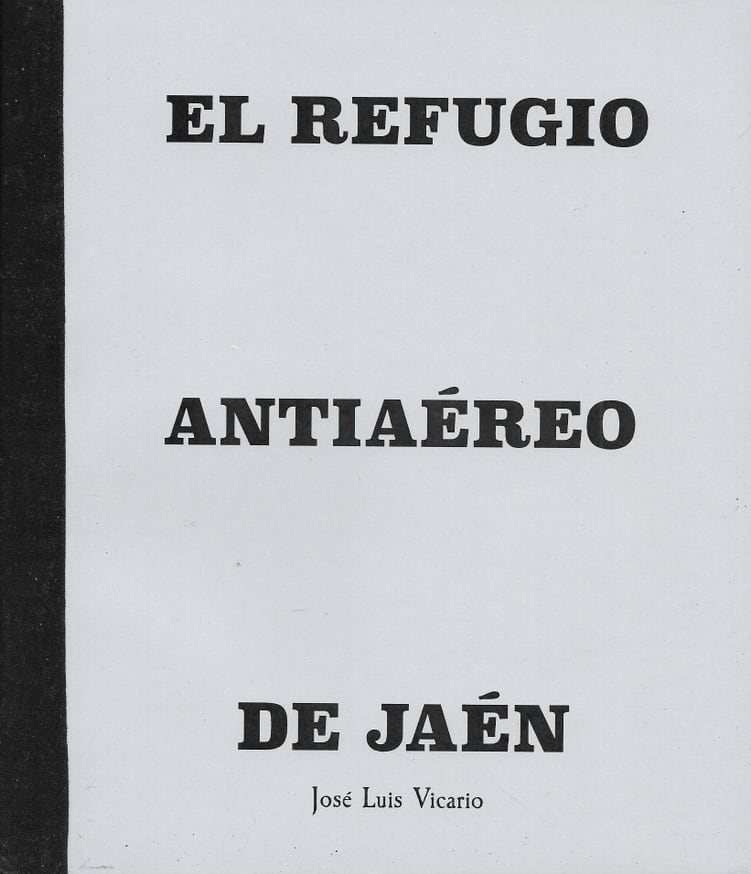 EL REFUGIO
ANTIAÉREO
DE JAÉN
José Luis Vicario